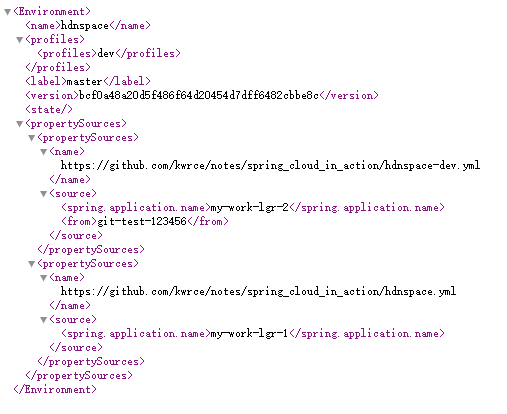 <Environment>
<name>hdnspace</name>
<profiles>
<profiles>dev</profiles>
</profiles>
<label>master</label>
<version>bcf0a48a20d5f486f64d20454d7dff6482cbbe8c</version>
<state/>
<propertySources>
<propertySources>
<name>
https://github.com/kwrce/notes/spring_cloud_in_action/hdnspace-dev.yml
</name>
<source>
<spring.application.name>my-work-lgr-2</spring.application.name>
<from>git-test-123456</from>
</source>
</propertySources>
<propertySources>
<name>
https://github.com/kwrce/notes/spring_cloud_in_action/hdnspace.yml
</name>
<source>
<spring.application.name>my-work-lgr-1</spring.application.name>
</source>
</propertySources>
</propertySources>
</Environment>